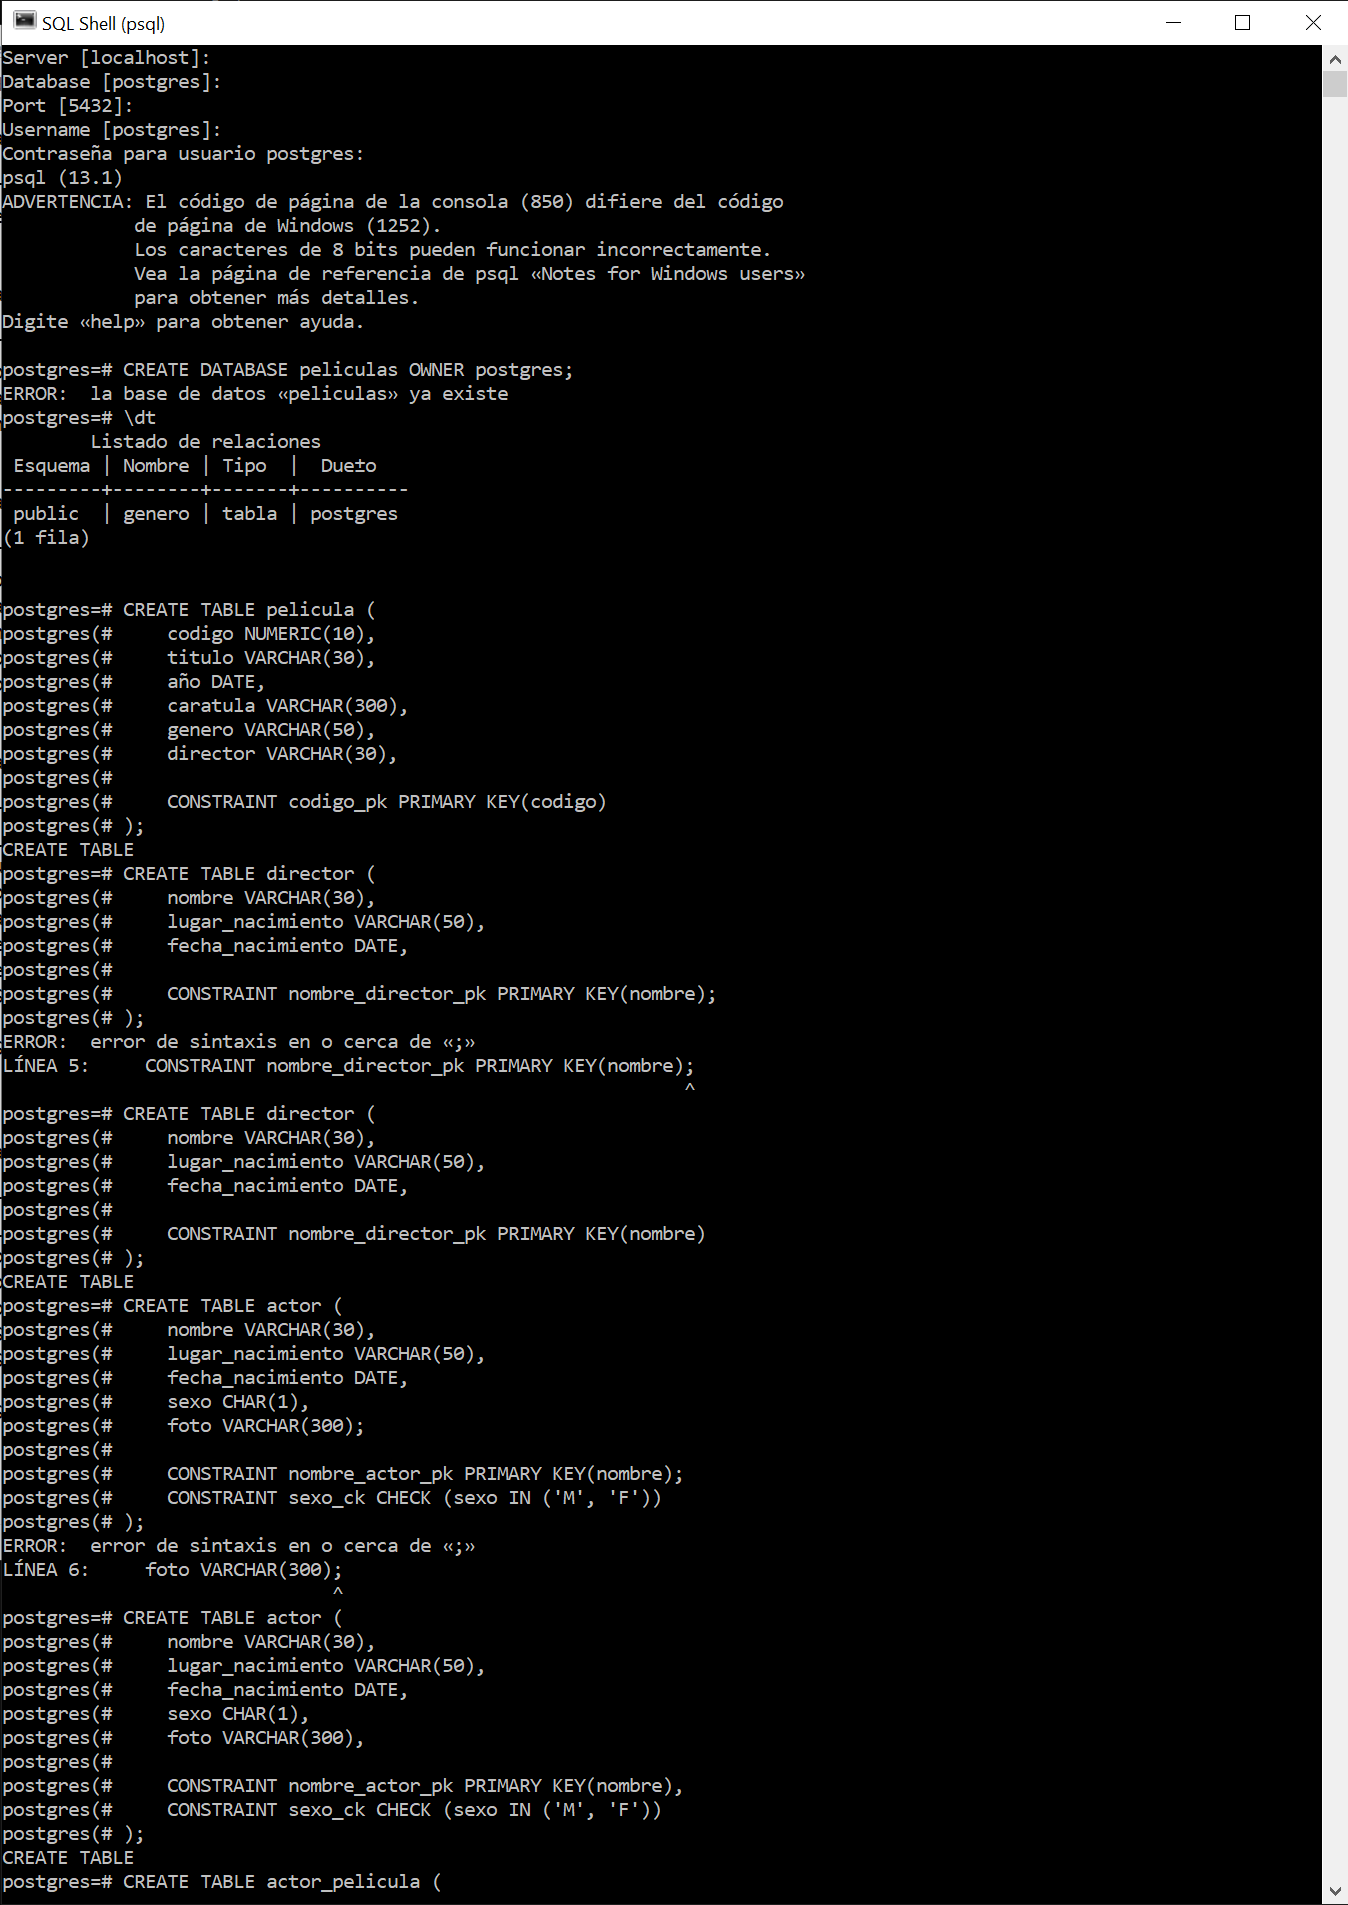 SQL Shell (psql)
Server [localhost]:
Database [postgres]:
Port [5432]:
Username [postgres]:
Contraseña para usuario postgres:
psql (13.1)
ADVERTENCIA: El código de página de la consola (850) difiere del código
            de página de Windows (1252).
            Los caracteres de 8 bits pueden funcionar incorrectamente.
            Vea la página de referencia de psql «Notes for Windows users»
            para obtener más detalles.
Digite «help» para obtener ayuda.

postgres=# CREATE DATABASE peliculas OWNER postgres;
ERROR:  la base de datos «peliculas» ya existe
postgres=# \dt
        Listado de relaciones
 Esquema | Nombre | Tipo  |  Due±o
---------+--------+-------+----------
 public  | genero | tabla | postgres
(1 fila)


postgres=# CREATE TABLE pelicula (
postgres(#     codigo NUMERIC(10),
postgres(#     titulo VARCHAR(30),
postgres(#     año DATE,
postgres(#     caratula VARCHAR(300),
postgres(#     genero VARCHAR(50),
postgres(#     director VARCHAR(30),
postgres(#
postgres(#     CONSTRAINT codigo_pk PRIMARY KEY(codigo)
postgres(# );
CREATE TABLE
postgres=# CREATE TABLE director (
postgres(#     nombre VARCHAR(30),
postgres(#     lugar_nacimiento VARCHAR(50),
postgres(#     fecha_nacimiento DATE,
postgres(#
postgres(#     CONSTRAINT nombre_director_pk PRIMARY KEY(nombre);
postgres(# );
ERROR:  error de sintaxis en o cerca de «;»
LÍNEA 5:     CONSTRAINT nombre_director_pk PRIMARY KEY(nombre);
                                                              ^
postgres=# CREATE TABLE director (
postgres(#     nombre VARCHAR(30),
postgres(#     lugar_nacimiento VARCHAR(50),
postgres(#     fecha_nacimiento DATE,
postgres(#
postgres(#     CONSTRAINT nombre_director_pk PRIMARY KEY(nombre)
postgres(# );
CREATE TABLE
postgres=# CREATE TABLE actor (
postgres(#     nombre VARCHAR(30),
postgres(#     lugar_nacimiento VARCHAR(50),
postgres(#     fecha_nacimiento DATE,
postgres(#     sexo CHAR(1),
postgres(#     foto VARCHAR(300);
postgres(#
postgres(#     CONSTRAINT nombre_actor_pk PRIMARY KEY(nombre);
postgres(#     CONSTRAINT sexo_ck CHECK (sexo IN ('M', 'F'))
postgres(# );
ERROR:  error de sintaxis en o cerca de «;»
LÍNEA 6:     foto VARCHAR(300);
                              ^
postgres=# CREATE TABLE actor (
postgres(#     nombre VARCHAR(30),
postgres(#     lugar_nacimiento VARCHAR(50),
postgres(#     fecha_nacimiento DATE,
postgres(#     sexo CHAR(1),
postgres(#     foto VARCHAR(300),
postgres(#
postgres(#     CONSTRAINT nombre_actor_pk PRIMARY KEY(nombre),
postgres(#     CONSTRAINT sexo_ck CHECK (sexo IN ('M', 'F'))
postgres(# );
CREATE TABLE
postgres=# CREATE TABLE actor_pelicula (